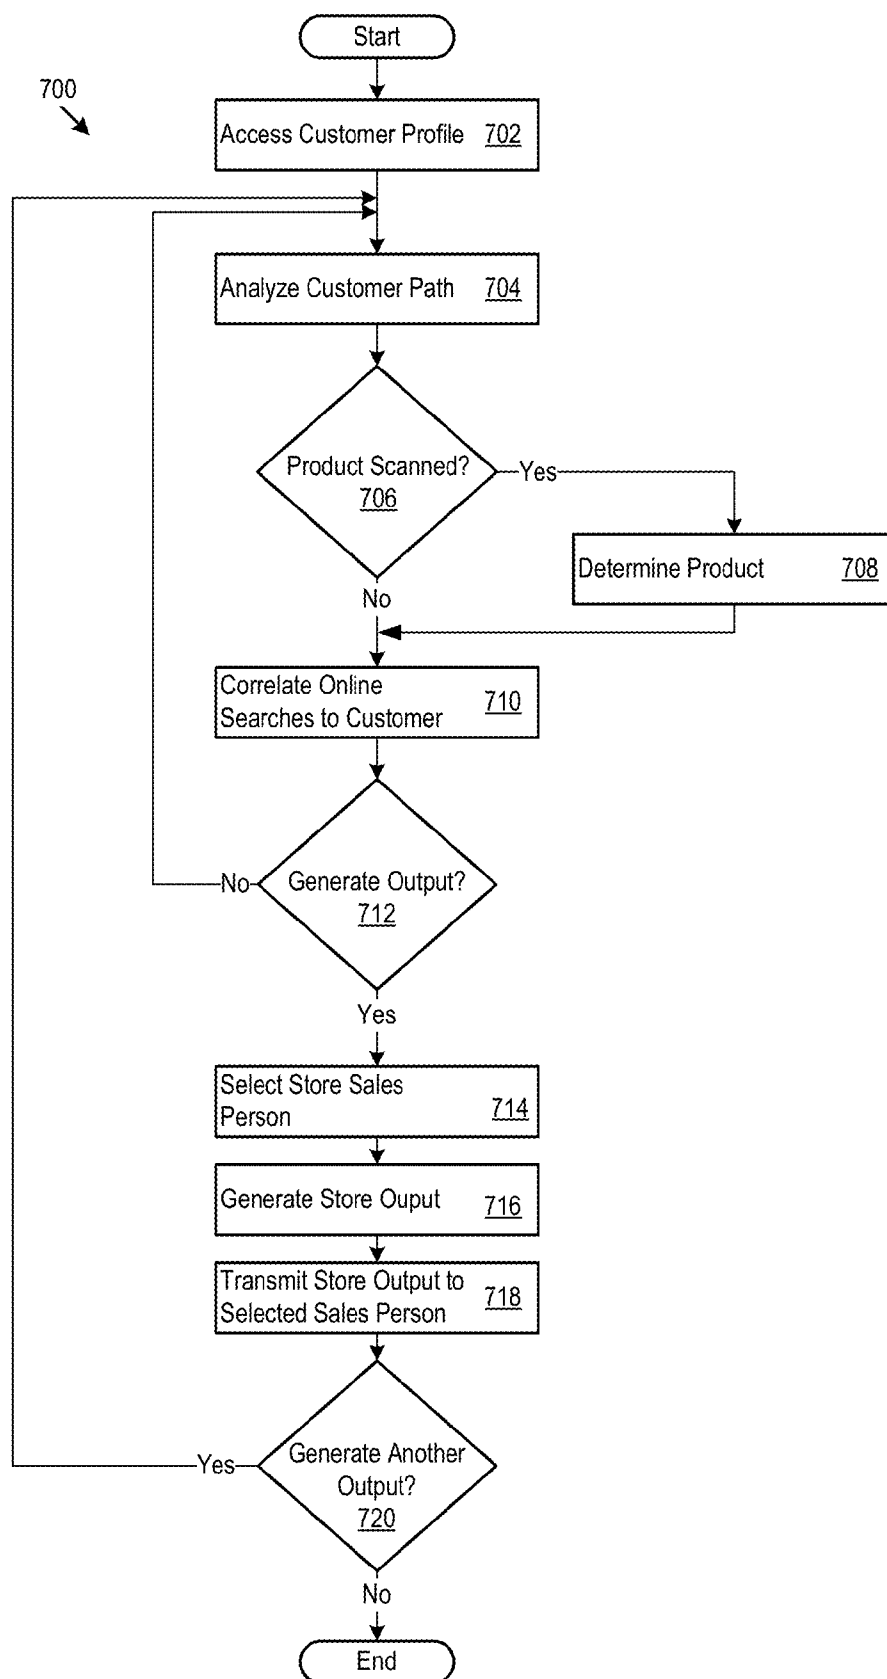 Start
700
Access Customer Profile 702
Analyze Customer Path 704
Product Scanned?
706
Yes
Determine Product 708
No
Correlate Online
Searches to Customer 710
Generate Output?
712
No
Yes
Select Store Sales
Person 714
Generate Store Ouput 716
Transmit Store Output to
Selected Sales Person 718
Generate Another
Output?
720
Yes
No
End